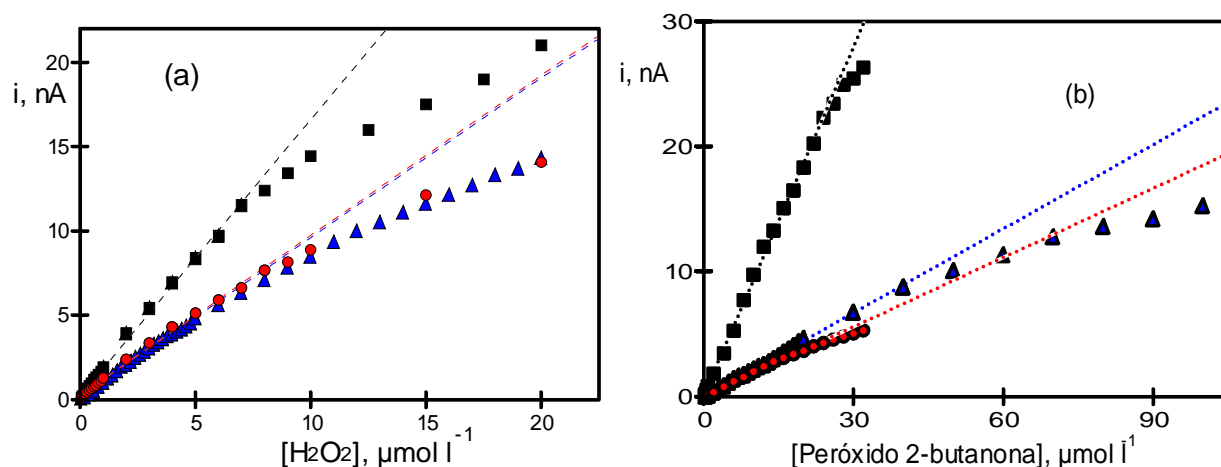 (a)
i, nA
20
15
10
5
0
0 5 10 15 20
[H2O2], µmol l-1
(b)
i, nA
30
20
10
0
0 30 60 90
[Peróxido 2-butanona], µmol l-1